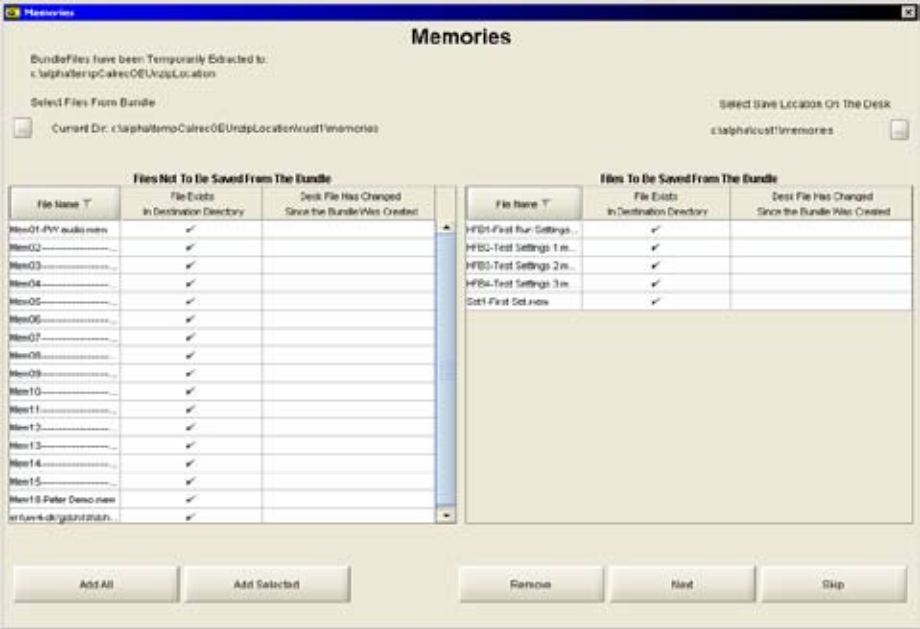 Memories
Memories
BundleFiles have been Temporarily Extracted to:
c:\alpha\tempCalrecOEUnzipLocation
Select Files From Bundle
Select Save Location On The Desk
... Current Dir: c:\alpha\tempCalrecOEUnzipLocation\cust1\memories
c:\alpha\cust1\memories ...
Files Not To Be Saved From The Bundle
Files To Be Saved From The Bundle
File Name
File Exists
In Destination Directory
Desk File Has Changed
Since the Bundle Was Created
File Name
File Exists
In Destination Directory
Desk File Has Changed
Since the Bundle Was Created
Mem01-PW audio.mem
Mem02-------------------...
Mem03-------------------...
Mem04-------------------...
Mem05-------------------...
Mem06-------------------...
Mem07-------------------...
Mem08-------------------...
Mem09-------------------...
Mem10-------------------...
Mem11-------------------...
Mem12-------------------...
Mem13-------------------...
Mem14-------------------...
Mem15-------------------...
Mem16-Peter Demo.mem
HFB1-First Run Settings...
HFB2-Test Settings 1.m...
HFB3-Test Settings 2.m...
HFB4-Test Settings 3.m...
Set1-First Set.mem
Add All
Add Selected
Remove
Next
Skip